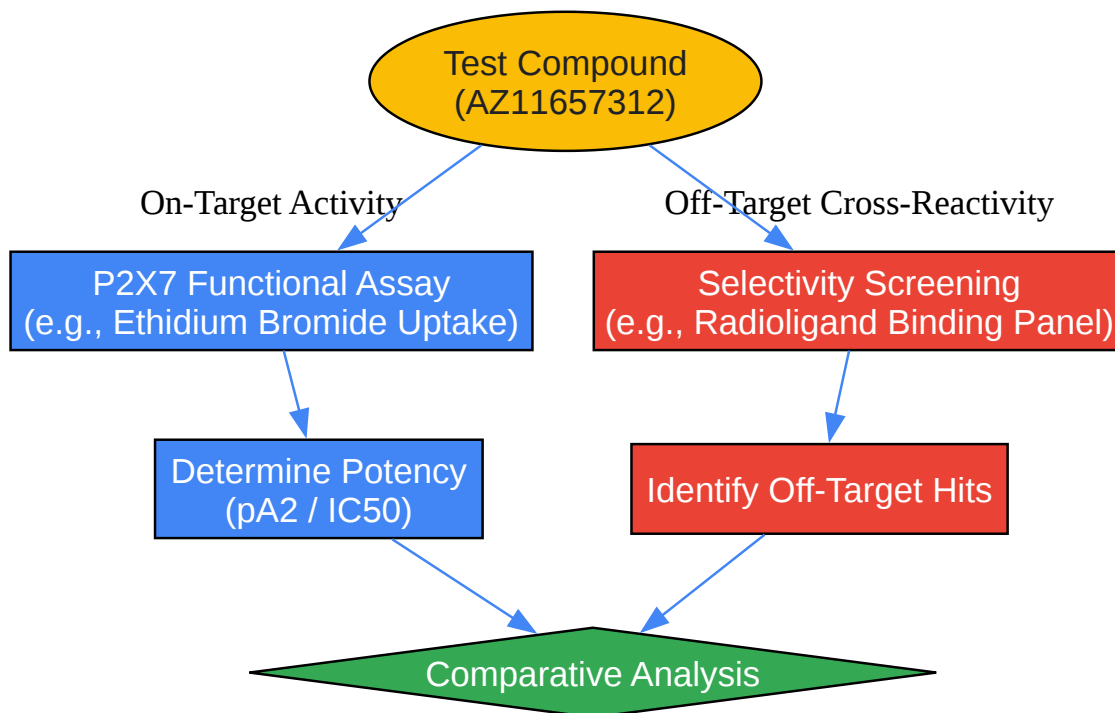 Test Compound
(AZ11657312)
On-Target Activity
Off-Target Cross-Reactivity
P2X7 Functional Assay
(e.g., Ethidium Bromide Uptake)
Selectivity Screening
(e.g., Radioligand Binding Panel)
Determine Potency
(pA2 / IC50)
Identify Off-Target Hits
Comparative Analysis